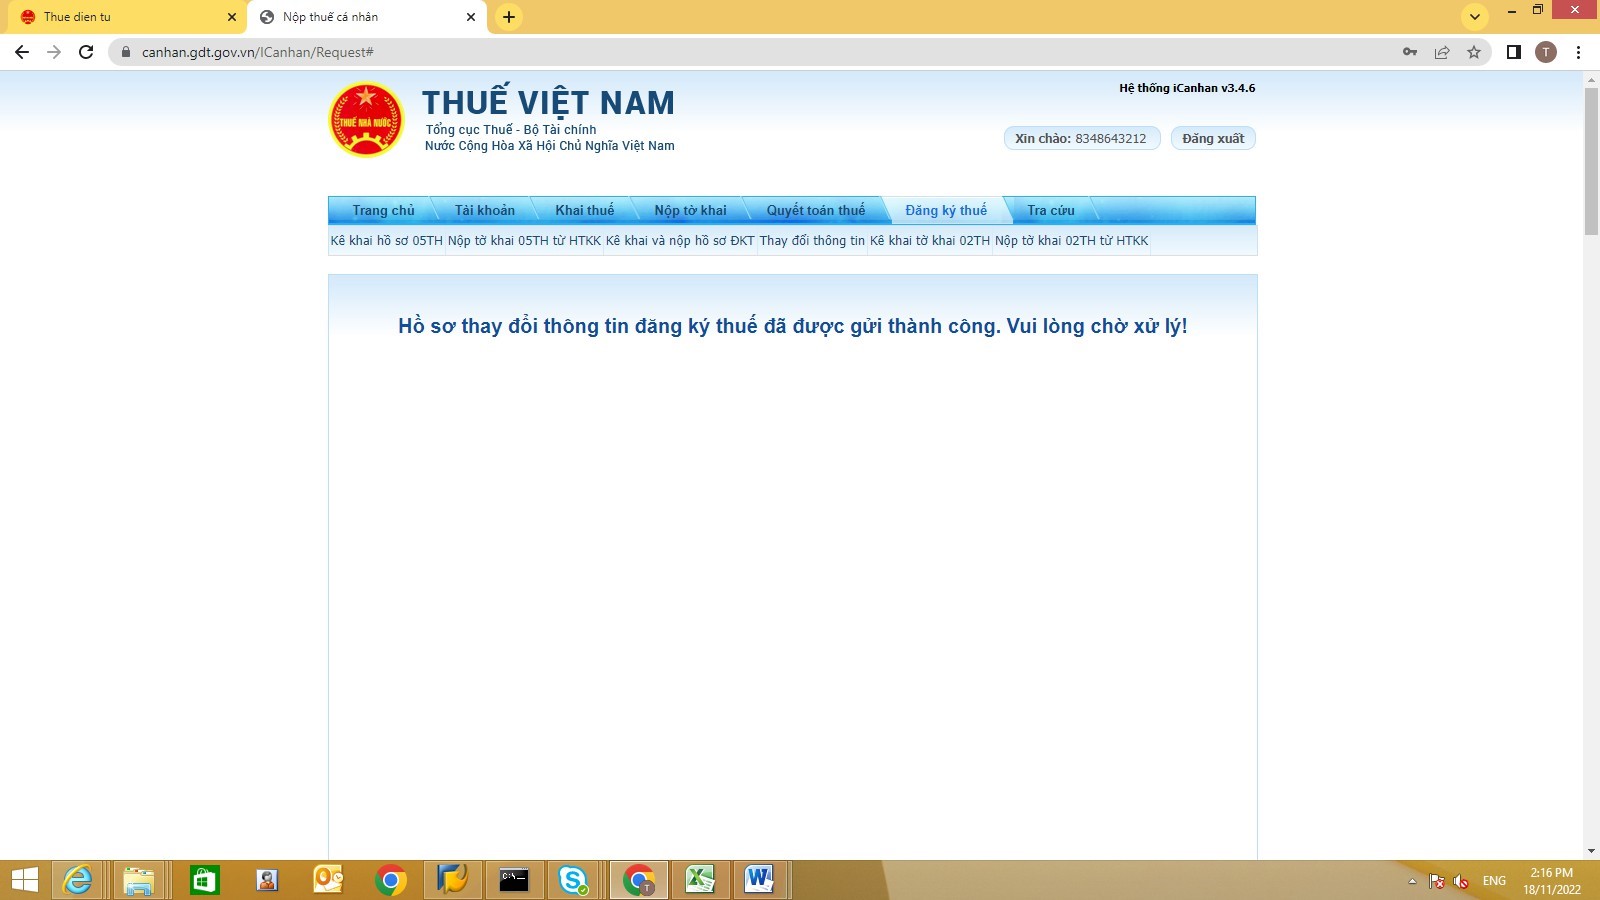 Thue dien tu
Nộp thuế cá nhân
canhan.gdt.gov.vn/ICanhan/Request#
T
THUẾ NHÀ NƯỚC
THUẾ VIỆT NAM
Tổng cục Thuế - Bộ Tài chính
Nước Cộng Hòa Xã Hội Chủ Nghĩa Việt Nam
Hệ thống iCanhan v3.4.6
Xin chào: 8348643212
Đăng xuất
Trang chủ Tài khoản Khai thuế Nộp tờ khai Quyết toán thuế Đăng ký thuế Tra cứu
Kê khai hồ sơ 05TH Nộp tờ khai 05TH từ HTKK Kê khai và nộp hồ sơ ĐKT Thay đổi thông tin Kê khai tờ khai 02TH Nộp tờ khai 02TH từ HTKK
Hồ sơ thay đổi thông tin đăng ký thuế đã được gửi thành công. Vui lòng chờ xử lý!
C:\_
T
ENG
2:16 PM
18/11/2022